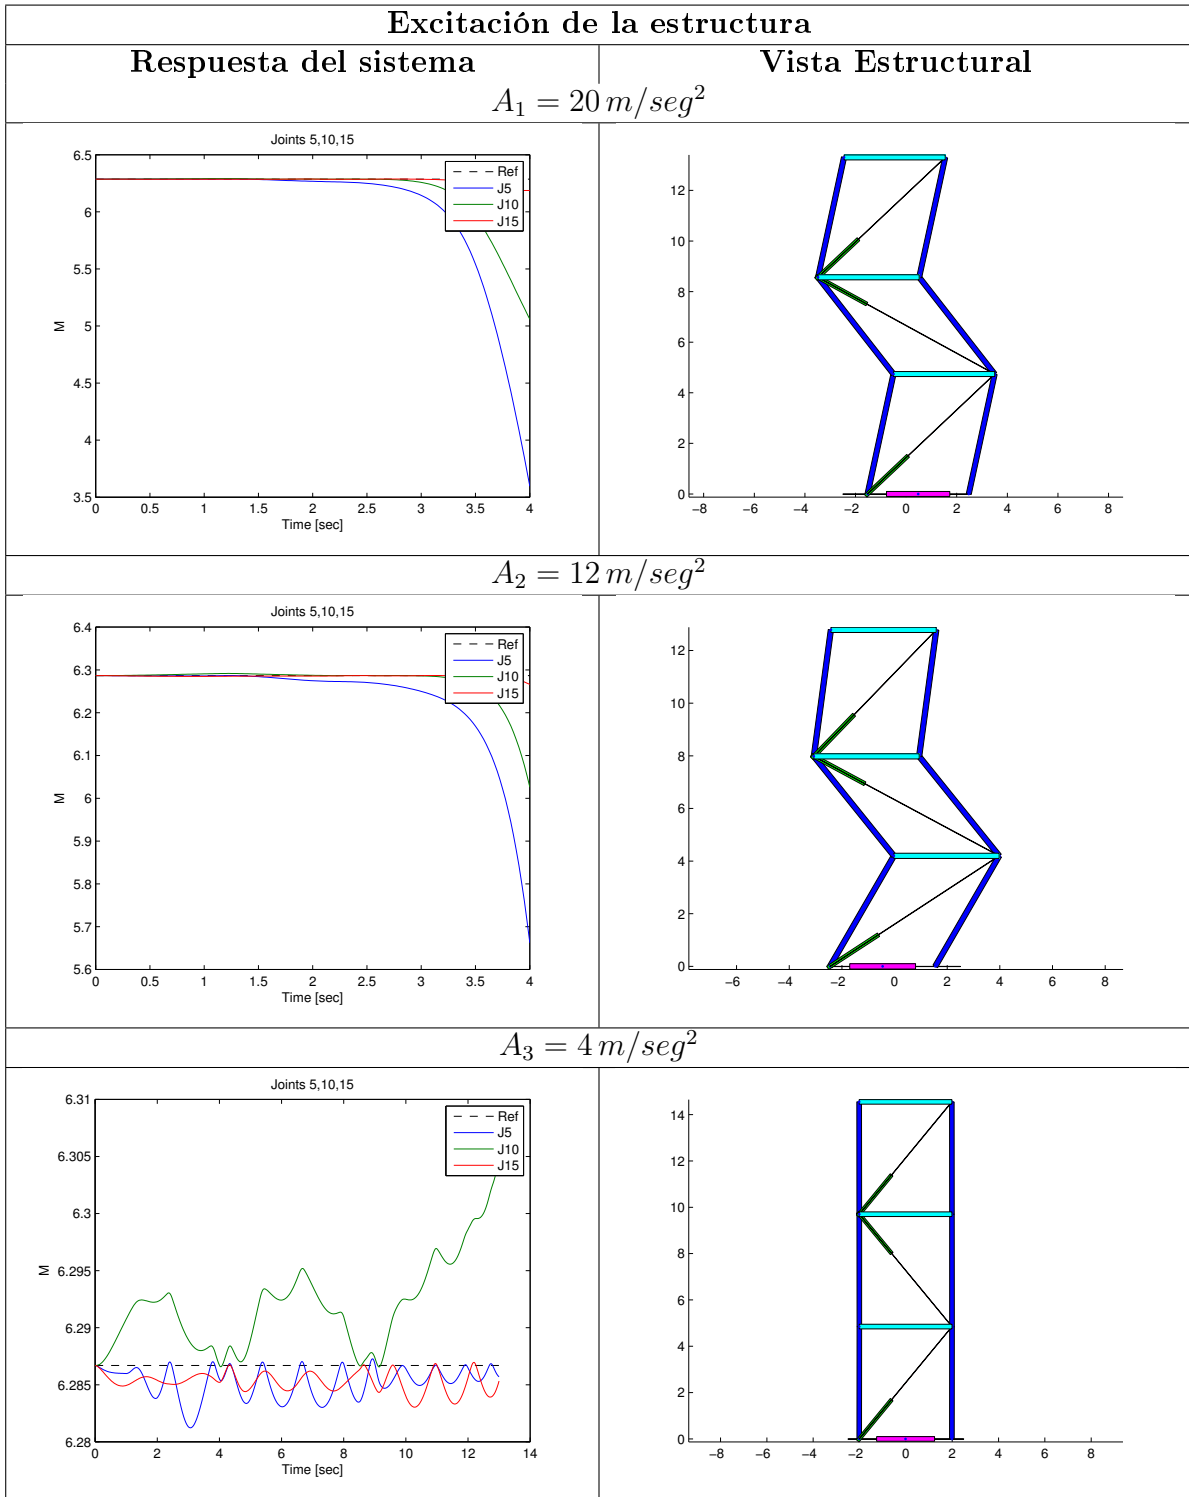 Excitación de la estructura
Respuesta del sistema
Vista Estructural
A₁ = 20 m/seg²
Joints 5,10,15
6.5
6
5.5
5
4.5
4
3.5
M
0 0.5 1 1.5 2 2.5 3 3.5 4
Time [sec]
Ref
J5
J10
J15
12
10
8
6
4
2
0
−8 −6 −4 −2 0 2 4 6 8
A₂ = 12 m/seg²
Joints 5,10,15
6.4
6.3
6.2
6.1
6
5.9
5.8
5.7
5.6
M
0 0.5 1 1.5 2 2.5 3 3.5 4
Time [sec]
Ref
J5
J10
J15
12
10
8
6
4
2
0
−6 −4 −2 0 2 4 6 8
A₃ = 4 m/seg²
Joints 5,10,15
6.31
6.305
6.3
6.295
6.29
6.285
6.28
M
0 2 4 6 8 10 12 14
Time [sec]
Ref
J5
J10
J15
14
12
10
8
6
4
2
0
−8 −6 −4 −2 0 2 4 6 8